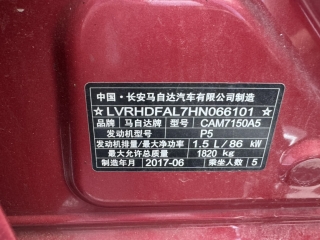 中国·长安马自达汽车有限公司制造
★LVRHDFAL7HN066101★
品牌 马自达牌 型号 CAM7150A5
发动机型号 P5
发动机排量/最大净功率 1.5 L/86 kW
最大允许总质量 1820 kg
制造年月 2017-06 乘坐人数 5